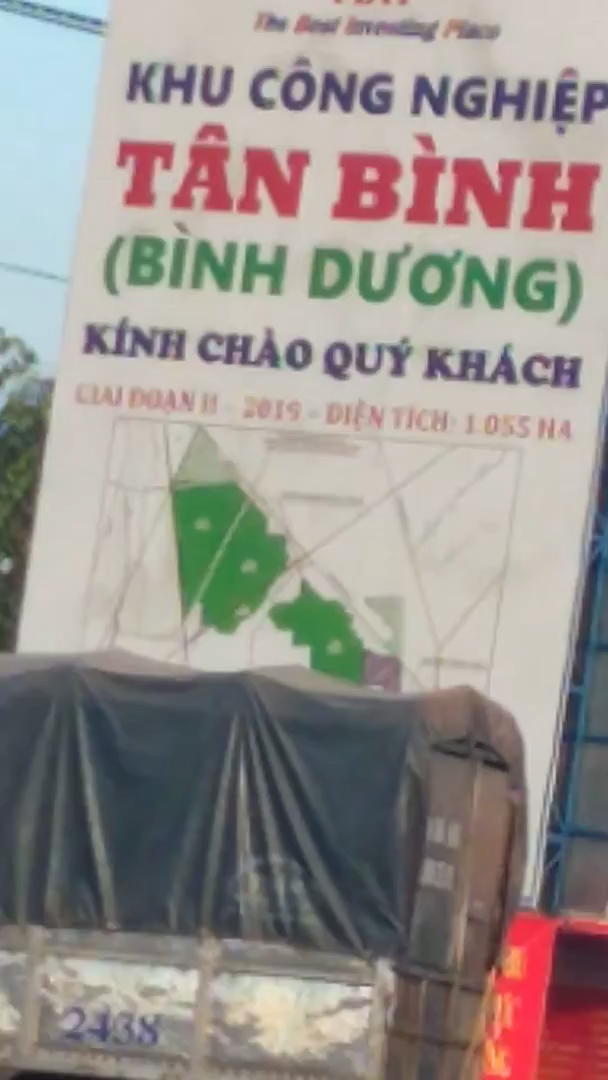 The Best Investing Place
KHU CÔNG NGHIỆP
TÂN BÌNH
(BÌNH DƯƠNG)
KÍNH CHÀO QUÝ KHÁCH
GIAI ĐOẠN II - 2019 - DIỆN TÍCH: 1.055 HA
2438